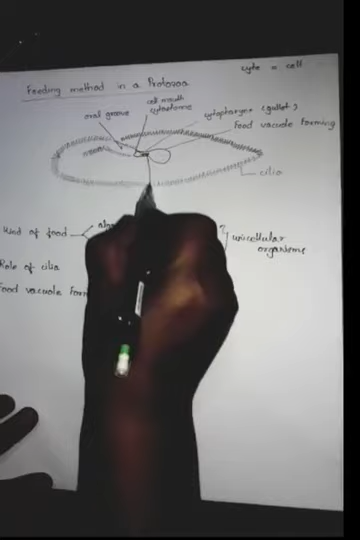 cyte = cell
Feeding method in a Protozoa
cell mouth
cytostome
oral groove
cytopharynx (gullet)
Food vacuole forming
cilia
Kind of food
unicellular
organisms
Role of cilia
Food vacuole